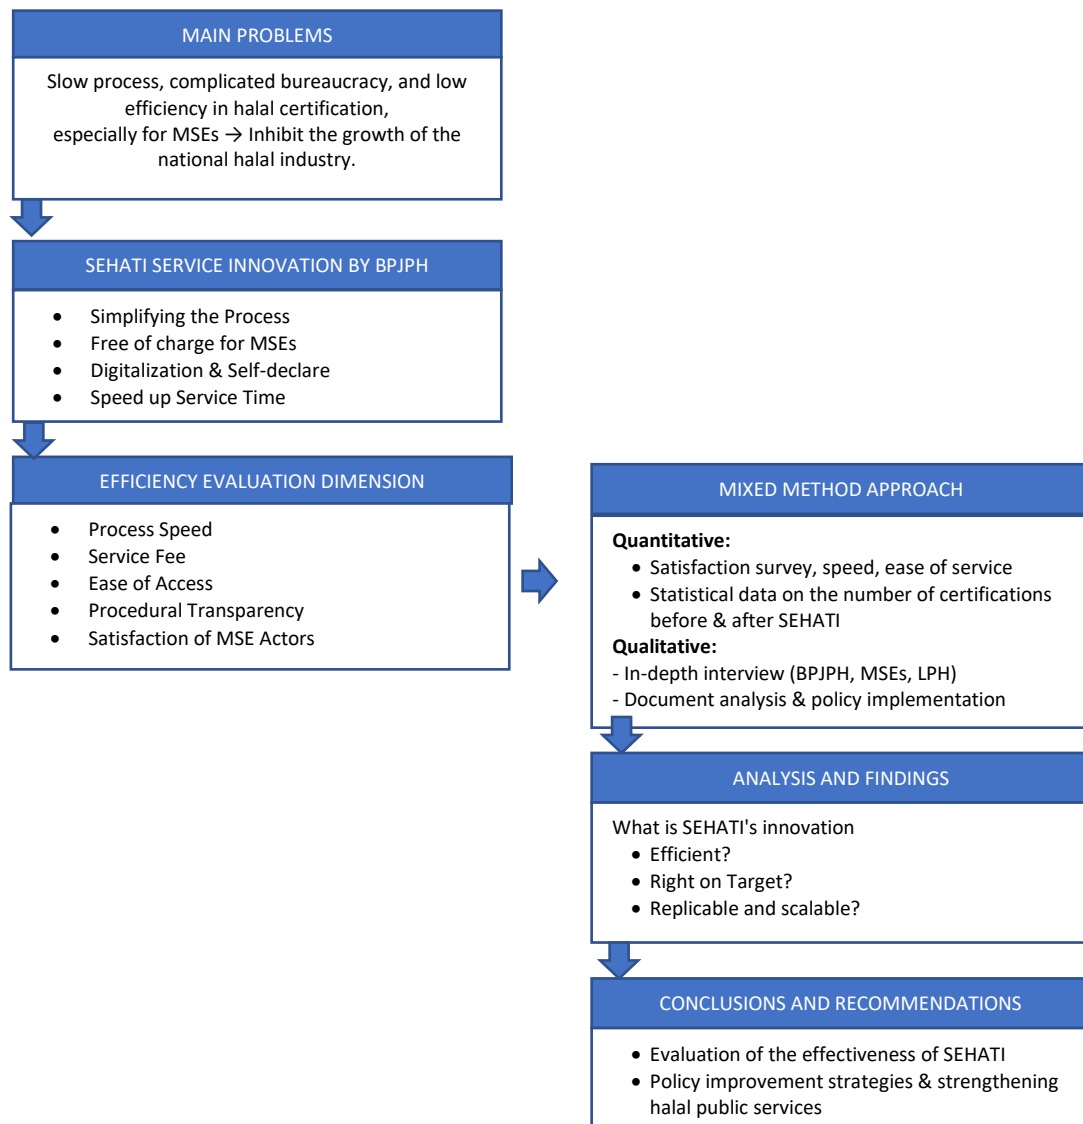 MAIN PROBLEMS
Slow process, complicated bureaucracy, and low
efficiency in halal certification,
especially for MSEs → Inhibit the growth of the
national halal industry.
SEHATI SERVICE INNOVATION BY BPJPH
• Simplifying the Process
• Free of charge for MSEs
• Digitalization & Self-declare
• Speed up Service Time
EFFICIENCY EVALUATION DIMENSION
• Process Speed
• Service Fee
• Ease of Access
• Procedural Transparency
• Satisfaction of MSE Actors
MIXED METHOD APPROACH
Quantitative:
• Satisfaction survey, speed, ease of service
• Statistical data on the number of certifications
before & after SEHATI
Qualitative:
- In-depth interview (BPJPH, MSEs, LPH)
- Document analysis & policy implementation
ANALYSIS AND FINDINGS
What is SEHATI's innovation
• Efficient?
• Right on Target?
• Replicable and scalable?
CONCLUSIONS AND RECOMMENDATIONS
• Evaluation of the effectiveness of SEHATI
• Policy improvement strategies & strengthening
halal public services